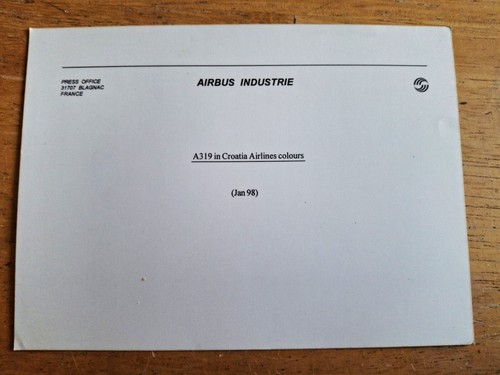 PRESS OFFICE
31707 BLAGNAC
FRANCE
AIRBUS INDUSTRIE
A319 in Croatia Airlines colours
(Jan 98)